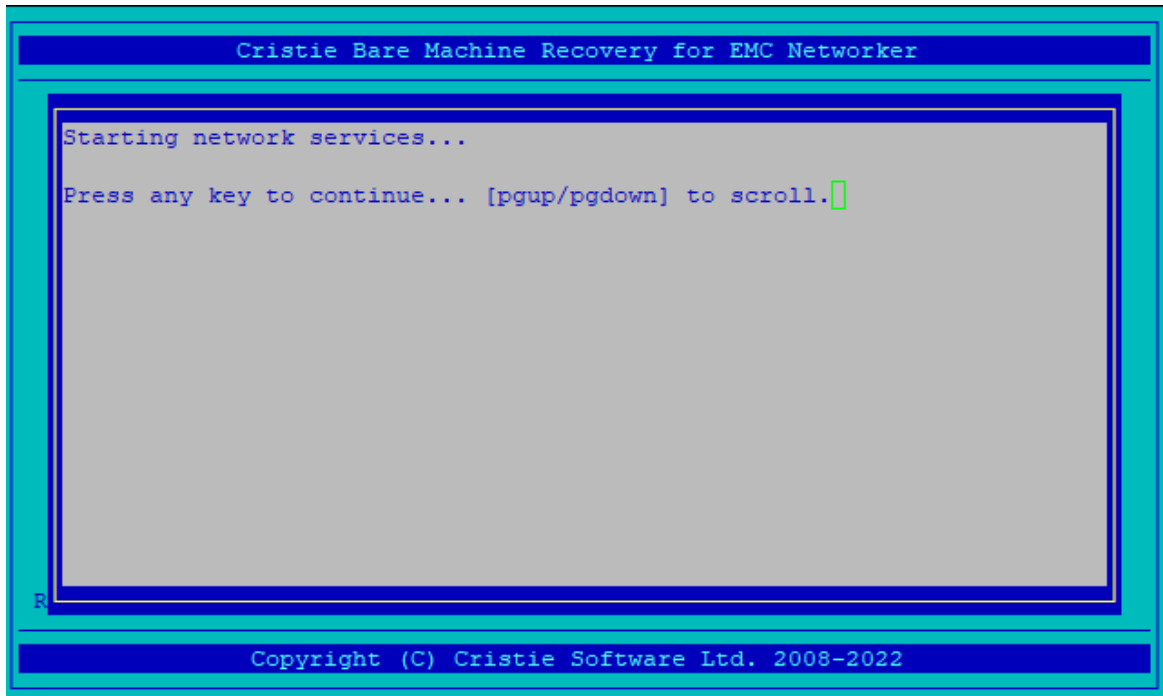 Cristie Bare Machine Recovery for EMC Networker
Starting network services...
Press any key to continue... [pgup/pgdown] to scroll.
R
Copyright (C) Cristie Software Ltd. 2008-2022